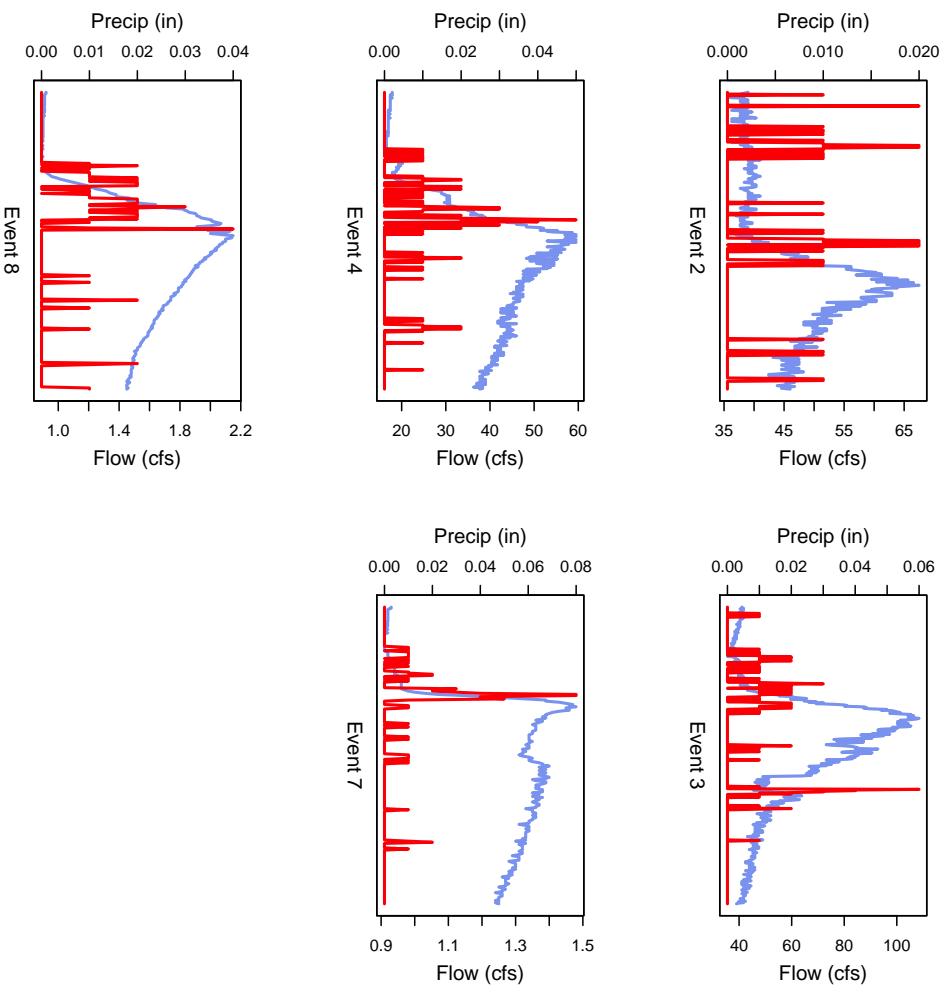 Precip (in)
0.00 0.01 0.02 0.03 0.04
Event 8
1.0 1.4 1.8 2.2
Flow (cfs)
Precip (in)
0.00 0.02 0.04
Event 4
20 30 40 50 60
Flow (cfs)
Precip (in)
0.000 0.010 0.020
Event 2
35 45 55 65
Flow (cfs)
Precip (in)
0.00 0.02 0.04 0.06 0.08
Event 7
0.9 1.1 1.3 1.5
Flow (cfs)
Precip (in)
0.00 0.02 0.04 0.06
Event 3
40 60 80 100
Flow (cfs)